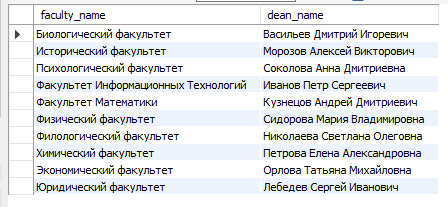 faculty_name dean_name
Биологический факультет Васильев Дмитрий Игоревич
Исторический факультет Морозов Алексей Викторович
Психологический факультет Соколова Анна Дмитриевна
Факультет Информационных Технологий Иванов Петр Сергеевич
Факультет Математики Кузнецов Андрей Дмитриевич
Физический факультет Сидорова Мария Владимировна
Филологический факультет Николаева Светлана Олеговна
Химический факультет Петрова Елена Александровна
Экономический факультет Орлова Татьяна Михайловна
Юридический факультет Лебедев Сергей Иванович